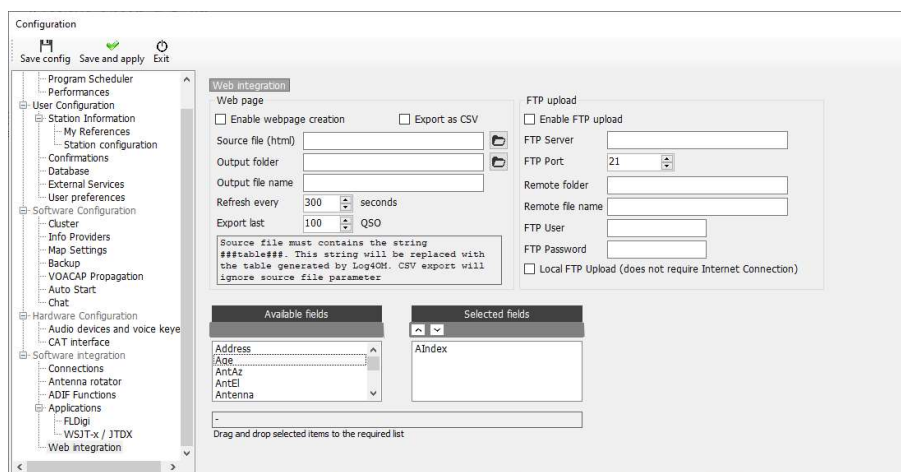 Configuration
Save config Save and apply Exit
Program Scheduler
Performances
User Configuration
Station Information
My References
Station configuration
Confirmations
Database
External Services
User preferences
Software Configuration
Cluster
Info Providers
Map Settings
Backup
VOACAP Propagation
Auto Start
Chat
Hardware Configuration
Audio devices and voice keye
CAT interface
Software integration
Connections
Antenna rotator
ADIF Functions
Applications
FLDigi
WSJT-x / JTDX
Web integration
Web integration
Web page
Enable webpage creation Export as CSV
Source file (html)
Output folder
Output file name
Refresh every 300 seconds
Export last 100 QSO
Source file must contains the string
###table###. This string will be replaced with
the table generated by Log4OM. CSV export will
ignore source file parameter
FTP upload
Enable FTP upload
FTP Server
FTP Port 21
Remote folder
Remote file name
FTP User
FTP Password
Local FTP Upload (does not require Internet Connection)
Available fields
Address
Age
AntAz
AntEl
Antenna
Selected fields
AIndex
-
Drag and drop selected items to the required list